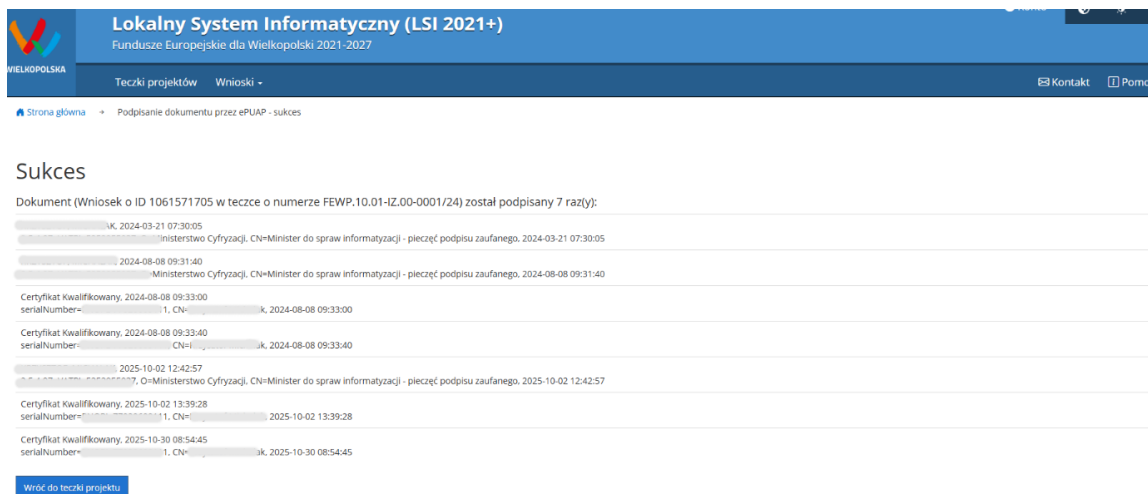 Lokalny System Informatyczny (LSI 2021+)
Fundusze Europejskie dla Wielkopolski 2021-2027
WIELKOPOLSKA
Teczki projektów Wnioski Kontakt Pomo
Strona główna → Podpisanie dokumentu przez ePUAP - sukces
Sukces
Dokument (Wniosek o ID 1061571705 w teczce o numerze FEWP.10.01-IZ.00-0001/24) został podpisany 7 raz(y):
K, 2024-03-21 07:30:05
inisterstwo Cyfryzacji, CN=Minister do spraw informatyzacji - pieczęć podpisu zaufanego, 2024-03-21 07:30:05
2024-08-08 09:31:40
=Ministerstwo Cyfryzacji, CN=Minister do spraw informatyzacji - pieczęć podpisu zaufanego, 2024-08-08 09:31:40
Certyfikat Kwalifikowany, 2024-08-08 09:33:00
serialNumber= 1, CN= k, 2024-08-08 09:33:00
Certyfikat Kwalifikowany, 2024-08-08 09:33:40
serialNumber= CN= ak, 2024-08-08 09:33:40
2025-10-02 12:42:57
7, O=Ministerstwo Cyfryzacji, CN=Minister do spraw informatyzacji - pieczęć podpisu zaufanego, 2025-10-02 12:42:57
Certyfikat Kwalifikowany, 2025-10-02 13:39:28
serialNumber= 1, CN= 2025-10-02 13:39:28
Certyfikat Kwalifikowany, 2025-10-30 08:54:45
serialNumber= 1, CN= ak, 2025-10-30 08:54:45
Wróć do teczki projektu